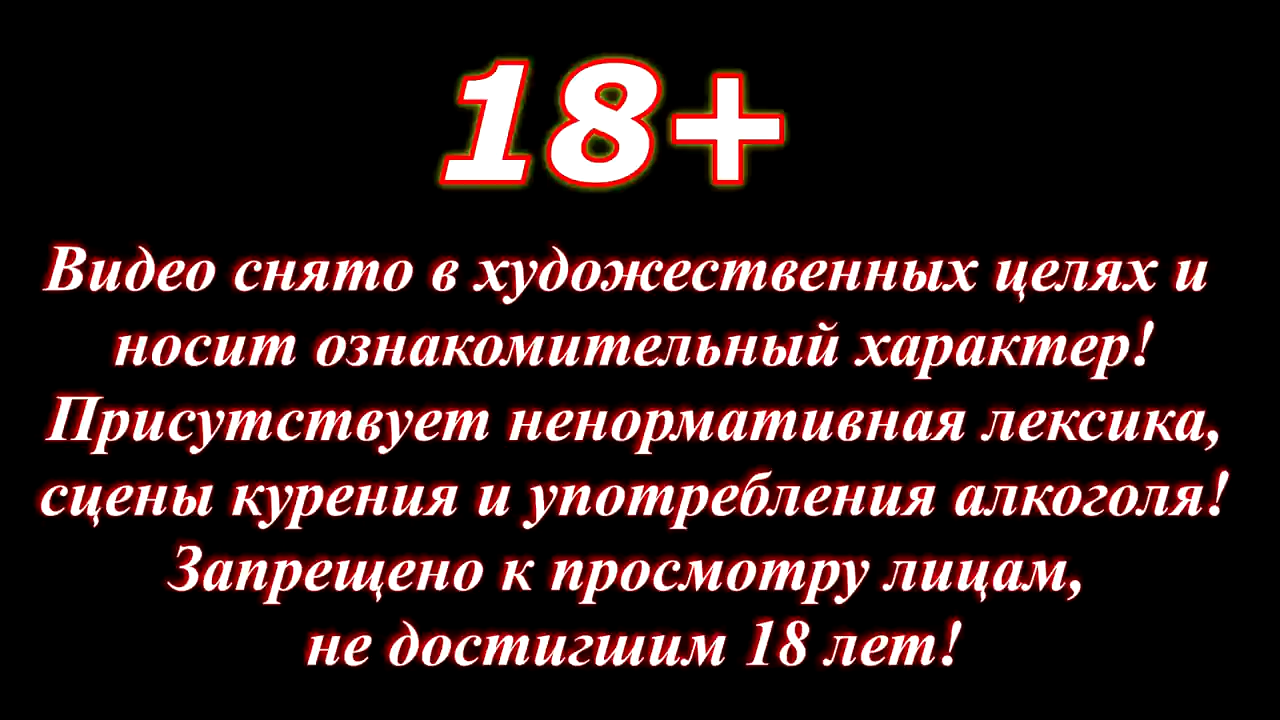 18+
Видео снято в художественных целях и
носит ознакомительный характер!
Присутствует ненормативная лексика,
сцены курения и употребления алкоголя!
Запрещено к просмотру лицам,
не достигшим 18 лет!